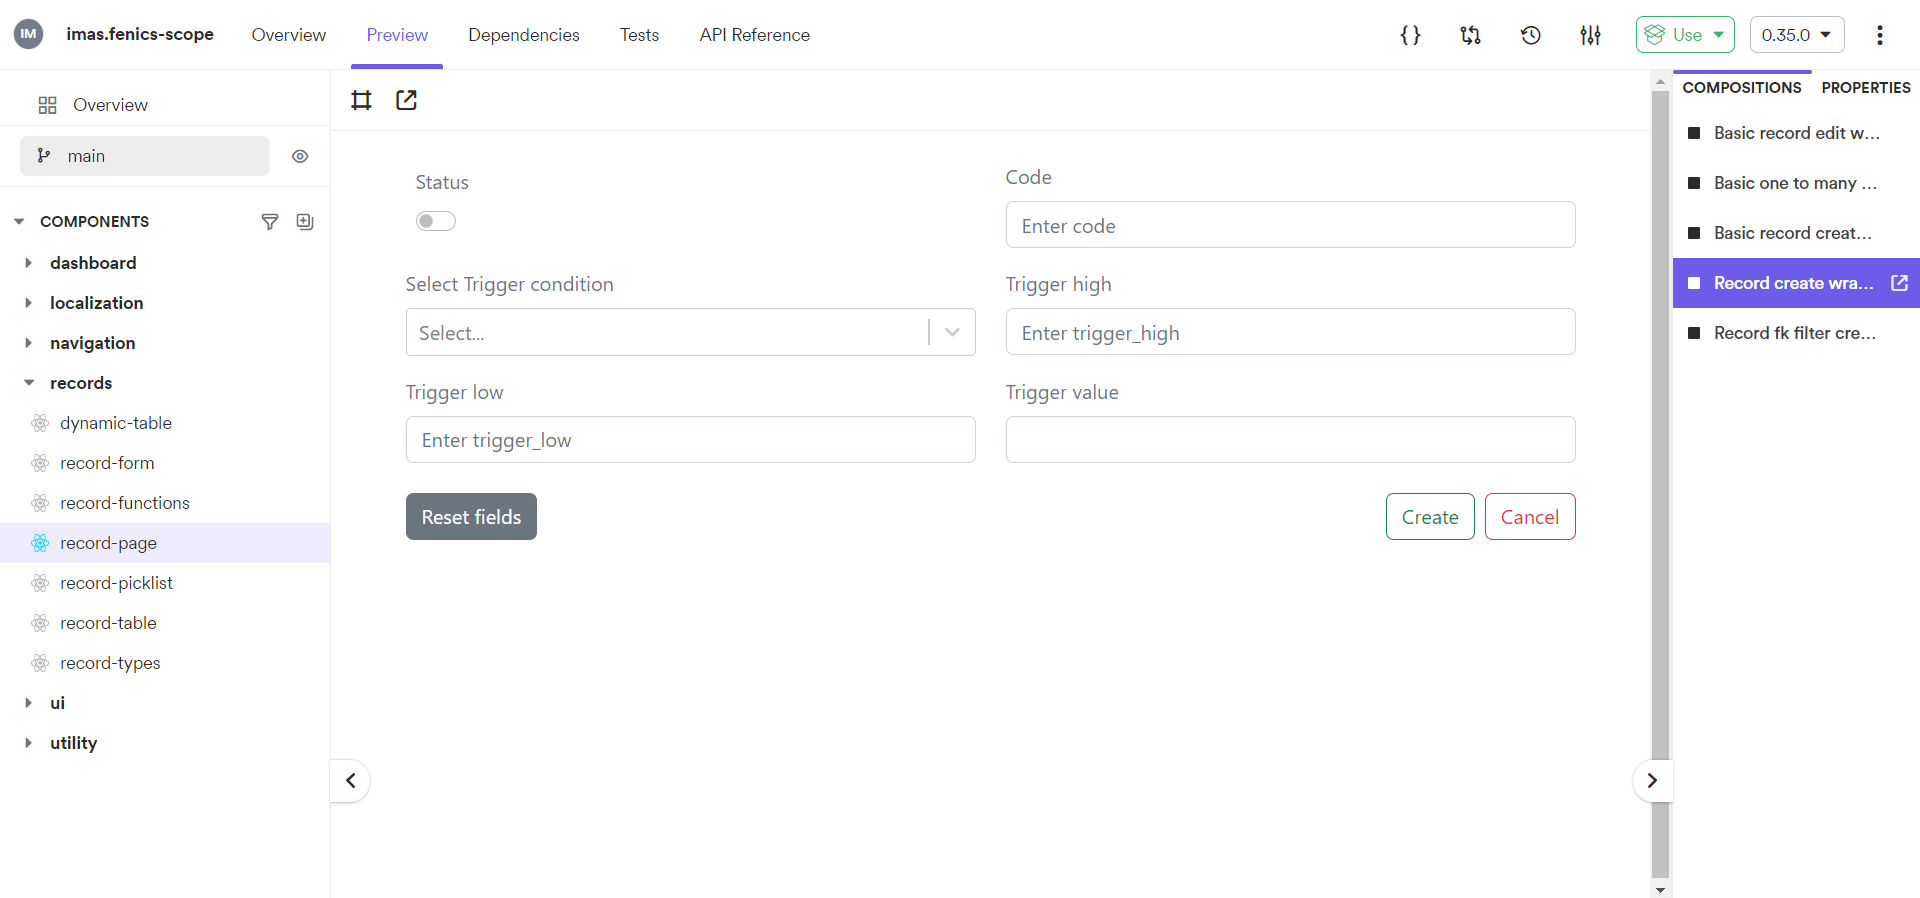 IM imas.fenics-scope Overview Preview Dependencies Tests API Reference { } Use 0.35.0
Overview
main
COMPONENTS
dashboard
localization
navigation
records
dynamic-table
record-form
record-functions
record-page
record-picklist
record-table
record-types
ui
utility
Status
Code
Enter code
Select Trigger condition
Trigger high
Select...
Enter trigger_high
Trigger low
Trigger value
Enter trigger_low
Reset fields
Create Cancel
COMPOSITIONS PROPERTIES
Basic record edit w...
Basic one to many ...
Basic record creat...
Record create wra...
Record fk filter cre...